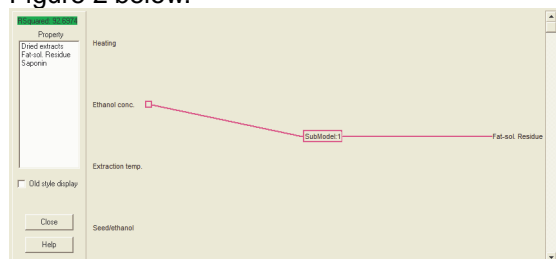 Figure 2 below.
RSquared: 92.6974
Property
Dried extracts
Fat-sol. Residue
Saponin
Old style display
Close
Help
Heating
Ethanol conc.
SubModel:1
Fat-sol. Residue
Extraction temp.
Seed/ethanol